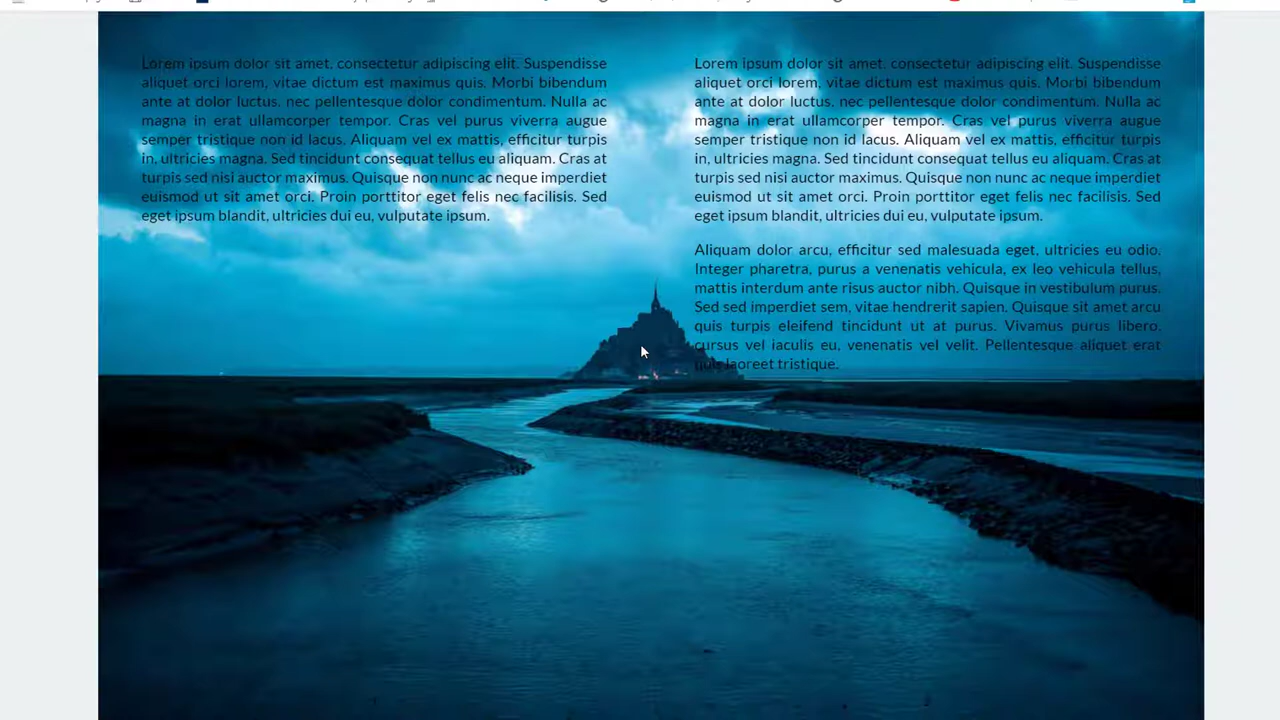 Lorem ipsum dolor sit amet, consectetur adipiscing elit. Suspendisse
aliquet orci lorem, vitae dictum est maximus quis. Morbi bibendum
ante at dolor luctus, nec pellentesque dolor condimentum. Nulla ac
magna in erat ullamcorper tempor. Cras vel purus viverra augue
semper tristique non id lacus. Aliquam vel ex mattis, efficitur turpis
in, ultricies magna. Sed tincidunt consequat tellus eu aliquam. Cras at
turpis sed nisi auctor maximus. Quisque non nunc ac neque imperdiet
euismod ut sit amet orci. Proin porttitor eget felis nec facilisis. Sed
eget ipsum blandit, ultricies dui eu, vulputate ipsum.
Lorem ipsum dolor sit amet, consectetur adipiscing elit. Suspendisse
aliquet orci lorem, vitae dictum est maximus quis. Morbi bibendum
ante at dolor luctus, nec pellentesque dolor condimentum. Nulla ac
magna in erat ullamcorper tempor. Cras vel purus viverra augue
semper tristique non id lacus. Aliquam vel ex mattis, efficitur turpis
in, ultricies magna. Sed tincidunt consequat tellus eu aliquam. Cras at
turpis sed nisi auctor maximus. Quisque non nunc ac neque imperdiet
euismod ut sit amet orci. Proin porttitor eget felis nec facilisis. Sed
eget ipsum blandit, ultricies dui eu, vulputate ipsum.
Aliquam dolor arcu, efficitur sed malesuada eget, ultricies eu odio.
Integer pharetra, purus a venenatis vehicula, ex leo vehicula tellus,
mattis interdum ante risus auctor nibh. Quisque in vestibulum purus.
Sed sed imperdiet sem, vitae hendrerit sapien. Quisque sit amet arcu
quis turpis eleifend tincidunt ut at purus. Vivamus purus libero,
cursus vel iaculis eu, venenatis vel velit. Pellentesque aliquet erat
quis laoreet tristique.